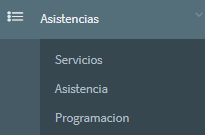 Asistencias
Servicios
Asistencia
Programacion